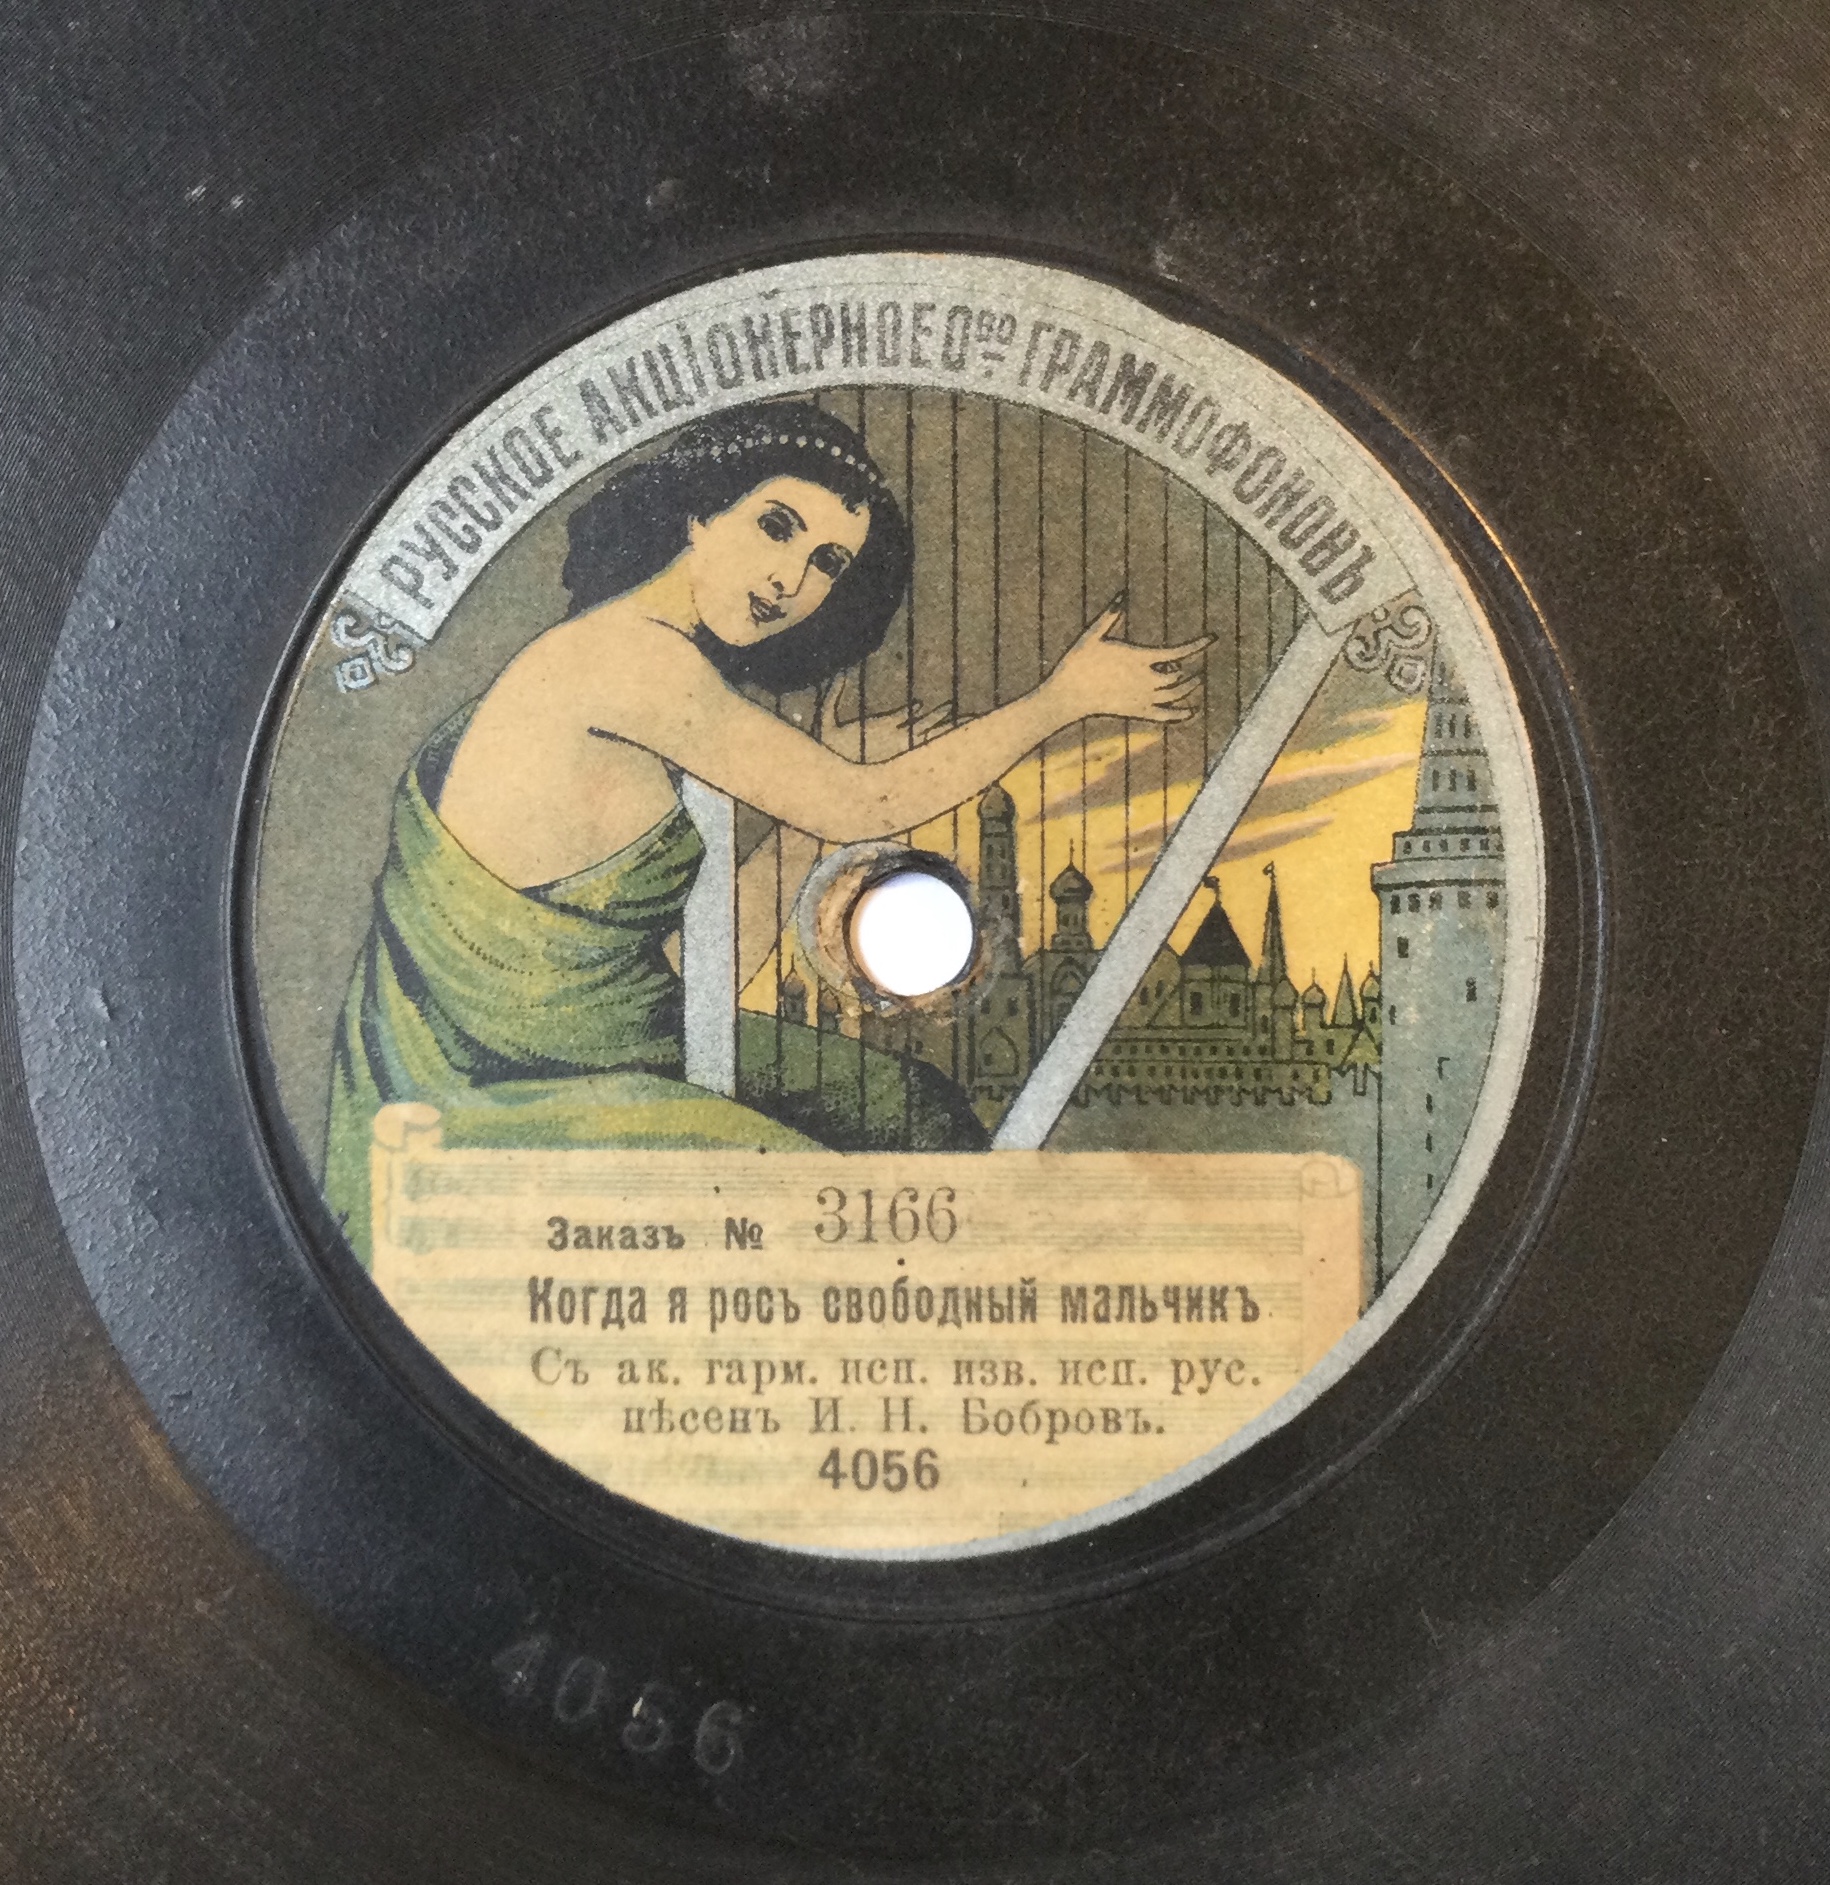 РУССКОЕ АКЦІОНЕРНОЕ О-ВО ГРАММОФОНОВЪ
Заказъ № 3166
Когда я росъ свободный мальчикъ
Съ ак. гарм. исп. изв. исп. рус.
пѣсенъ И. Н. Бобровъ.
4056
4056